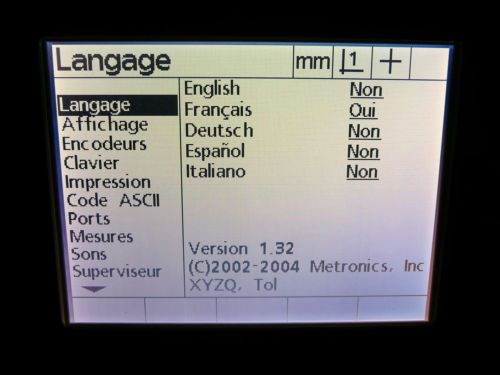 Langage mm 1
Langage
Affichage
Encodeurs
Clavier
Impression
Code ASCII
Ports
Mesures
Sons
Superviseur
English Non
Français Oui
Deutsch Non
Español Non
Italiano Non
Version 1.32
(C)2002-2004 Metronics, Inc
XYZQ, Tol